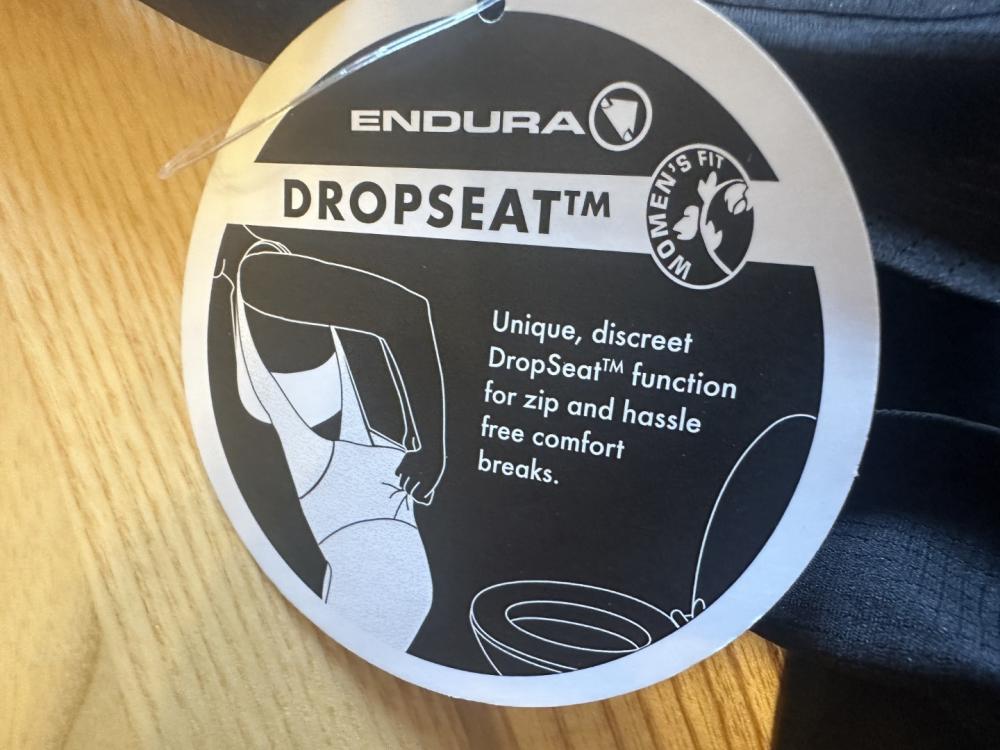 ENDURA
DROPSEAT™
WOMEN'S FIT
Unique, discreet
DropSeat™ function
for zip and hassle
free comfort
breaks.